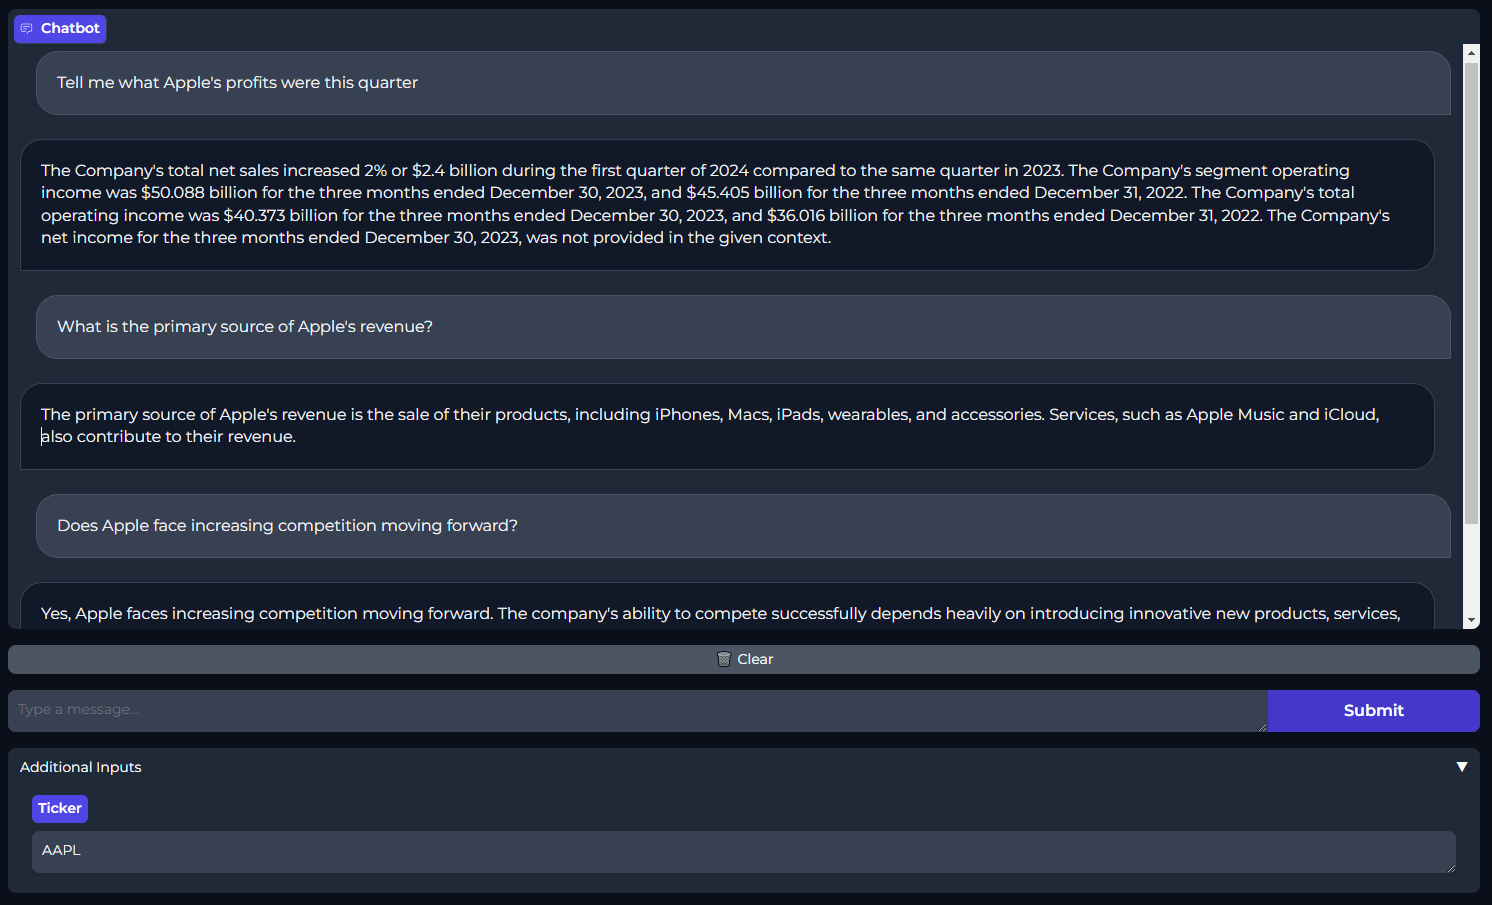 Chatbot
Tell me what Apple's profits were this quarter
The Company's total net sales increased 2% or $2.4 billion during the first quarter of 2024 compared to the same quarter in 2023. The Company's segment operating
income was $50.088 billion for the three months ended December 30, 2023, and $45.405 billion for the three months ended December 31, 2022. The Company's total
operating income was $40.373 billion for the three months ended December 30, 2023, and $36.016 billion for the three months ended December 31, 2022. The Company's
net income for the three months ended December 30, 2023, was not provided in the given context.
What is the primary source of Apple's revenue?
The primary source of Apple's revenue is the sale of their products, including iPhones, Macs, iPads, wearables, and accessories. Services, such as Apple Music and iCloud,
also contribute to their revenue.
Does Apple face increasing competition moving forward?
Yes, Apple faces increasing competition moving forward. The company's ability to compete successfully depends heavily on introducing innovative new products, services,
Clear
Type a message...
Submit
Additional Inputs
Ticker
AAPL